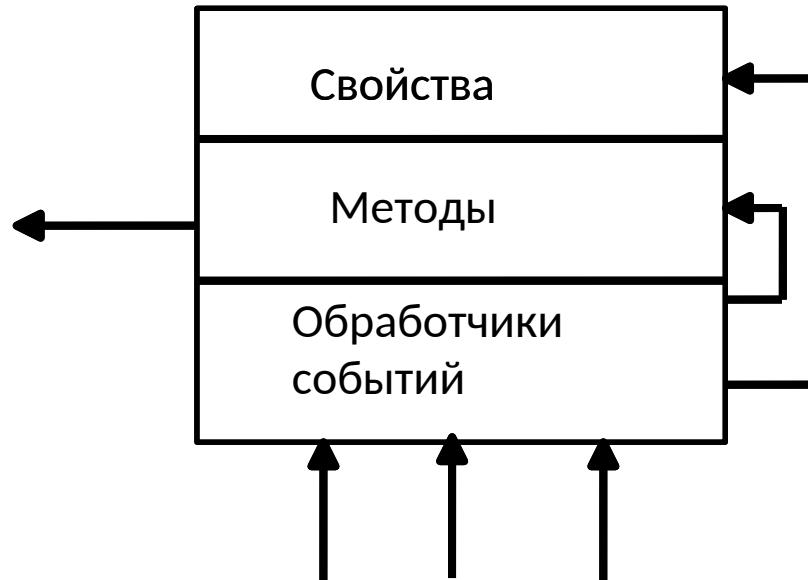 Свойства
Методы
Обработчики
событий